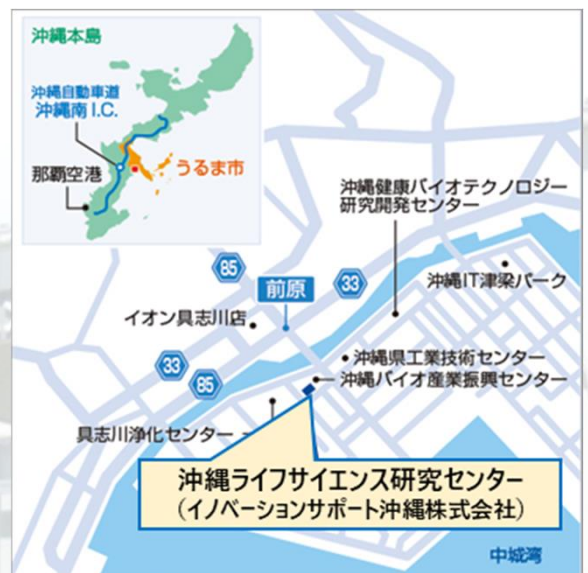 沖縄本島
沖縄自動車道
沖縄南I.C.
那覇空港
うるま市
沖縄健康バイオテクノロジー
研究開発センター
85
前原
33
沖縄IT津梁パーク
イオン具志川店
33
85
沖縄県工業技術センター
沖縄バイオ産業振興センター
具志川浄化センター
沖縄ライフサイエンス研究センター
（イノベーションサポート沖縄株式会社）
中城湾